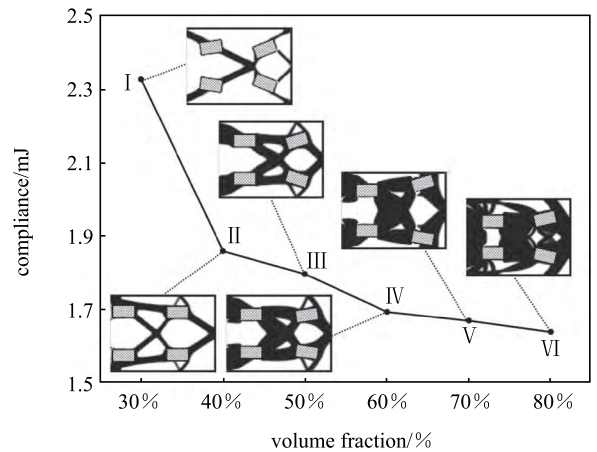 2.5
2.3
2.1
1.9
1.7
1.5
compliance/mJ
I
II
III
IV
V
VI
30% 40% 50% 60% 70% 80%
volume fraction/%